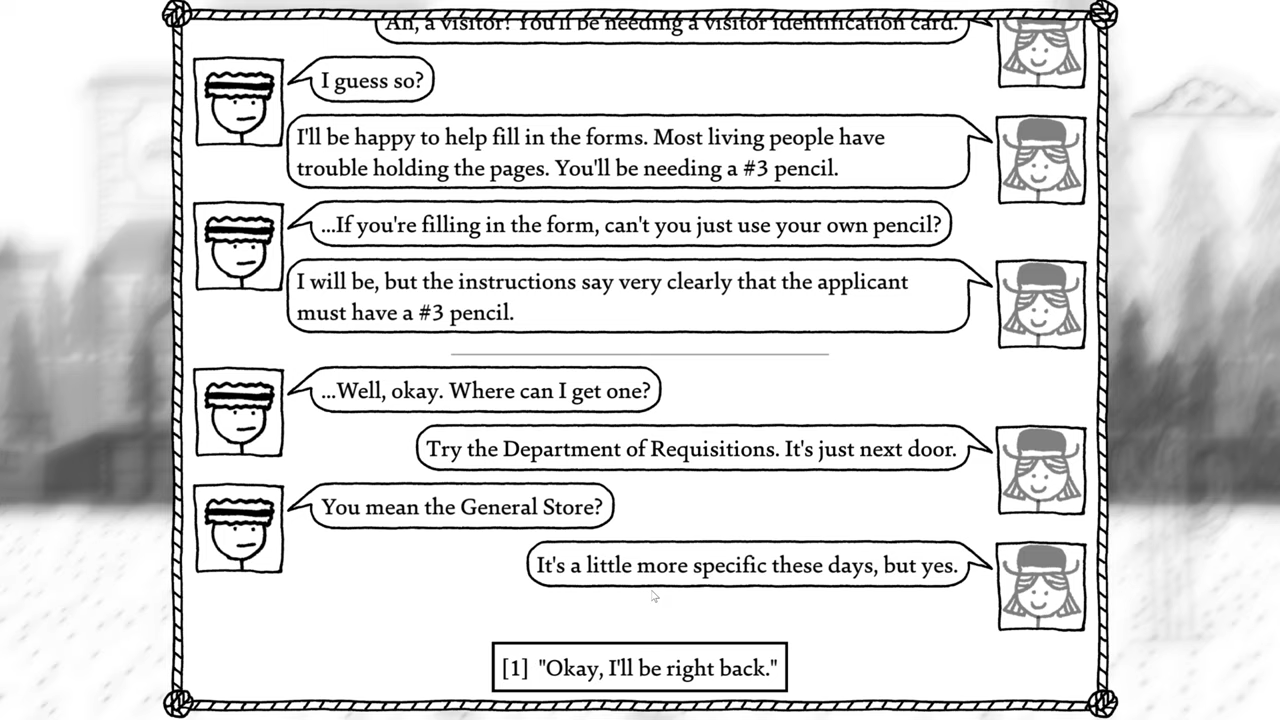 Ah, a visitor! You'll be needing a visitor identification card.
I guess so?
I'll be happy to help fill in the forms. Most living people have
trouble holding the pages. You'll be needing a #3 pencil.
...If you're filling in the form, can't you just use your own pencil?
I will be, but the instructions say very clearly that the applicant
must have a #3 pencil.
...Well, okay. Where can I get one?
Try the Department of Requisitions. It's just next door.
You mean the General Store?
It's a little more specific these days, but yes.
[1] "Okay, I'll be right back."